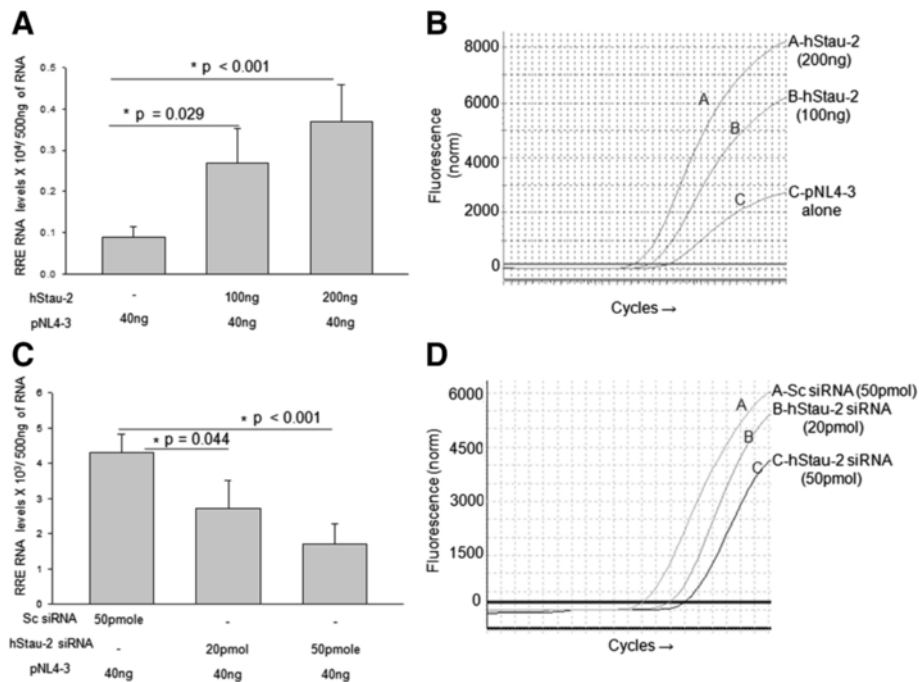 A
RRE RNA levels X 10⁴/ 500ng of RNA
0.5
0.4
0.3
0.2
0.1
0.0
* p < 0.001
* p = 0.029
hStau-2 - 100ng 200ng
pNL4-3 40ng 40ng 40ng
B
Fluorescence
(norm)
8000
6000
4000
2000
0
A
B
C
A-hStau-2
(200ng)
B-hStau-2
(100ng)
C-pNL4-3
alone
Cycles →
C
RRE RNA levels X 10³/ 500ng of RNA
6
5
4
3
2
1
0
* p < 0.001
* p = 0.044
Sc siRNA 50pmole - -
hStau-2 siRNA - 20pmol 50pmole
pNL4-3 40ng 40ng 40ng
D
Fluorescence (norm)
6000
4500
3000
1500
0
A
B
C
A-Sc siRNA (50pmol)
B-hStau-2 siRNA
(20pmol)
C-hStau-2 siRNA
(50pmol)
Cycles →